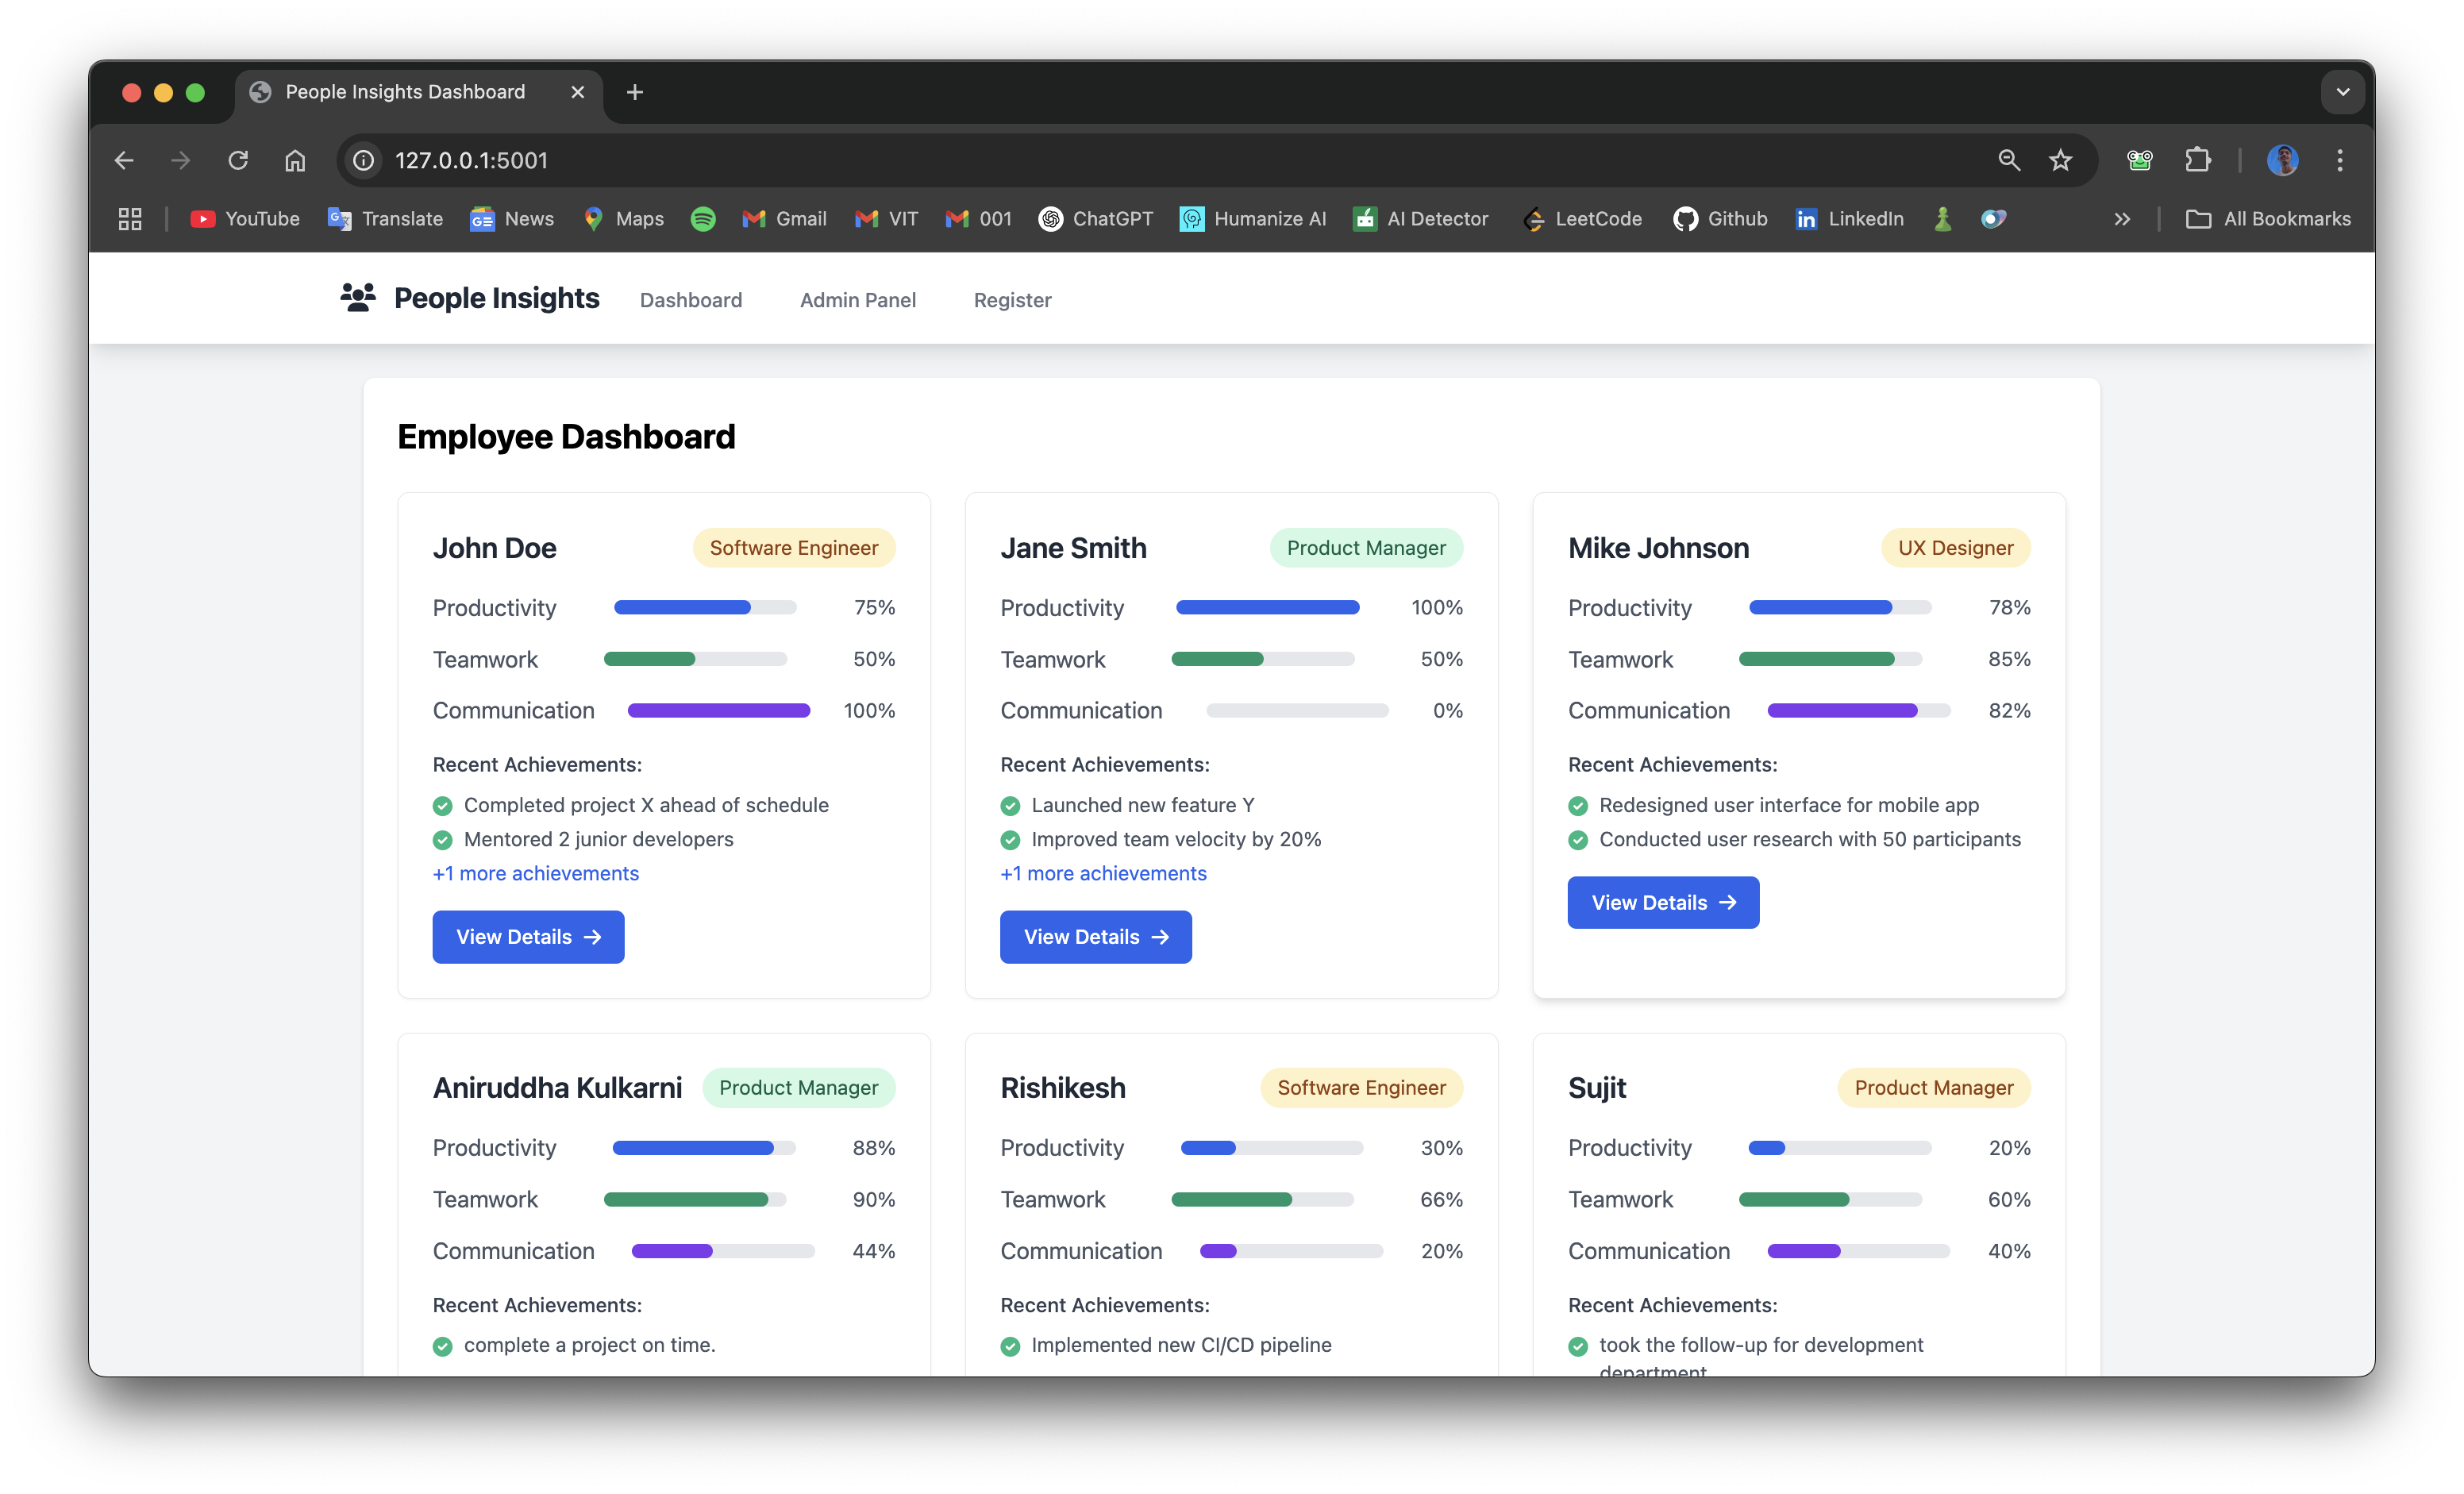 People Insights Dashboard
127.0.0.1:5001
YouTube Translate News Maps Gmail VIT 001 ChatGPT Humanize AI AI Detector LeetCode Github LinkedIn All Bookmarks
People Insights Dashboard Admin Panel Register
Employee Dashboard
John Doe Software Engineer
Productivity 75%
Teamwork 50%
Communication 100%
Recent Achievements:
Completed project X ahead of schedule
Mentored 2 junior developers
+1 more achievements
View Details
Jane Smith Product Manager
Productivity 100%
Teamwork 50%
Communication 0%
Recent Achievements:
Launched new feature Y
Improved team velocity by 20%
+1 more achievements
View Details
Mike Johnson UX Designer
Productivity 78%
Teamwork 85%
Communication 82%
Recent Achievements:
Redesigned user interface for mobile app
Conducted user research with 50 participants
View Details
Aniruddha Kulkarni Product Manager
Productivity 88%
Teamwork 90%
Communication 44%
Recent Achievements:
complete a project on time.
Rishikesh Software Engineer
Productivity 30%
Teamwork 66%
Communication 20%
Recent Achievements:
Implemented new CI/CD pipeline
Sujit Product Manager
Productivity 20%
Teamwork 60%
Communication 40%
Recent Achievements:
took the follow-up for development
department